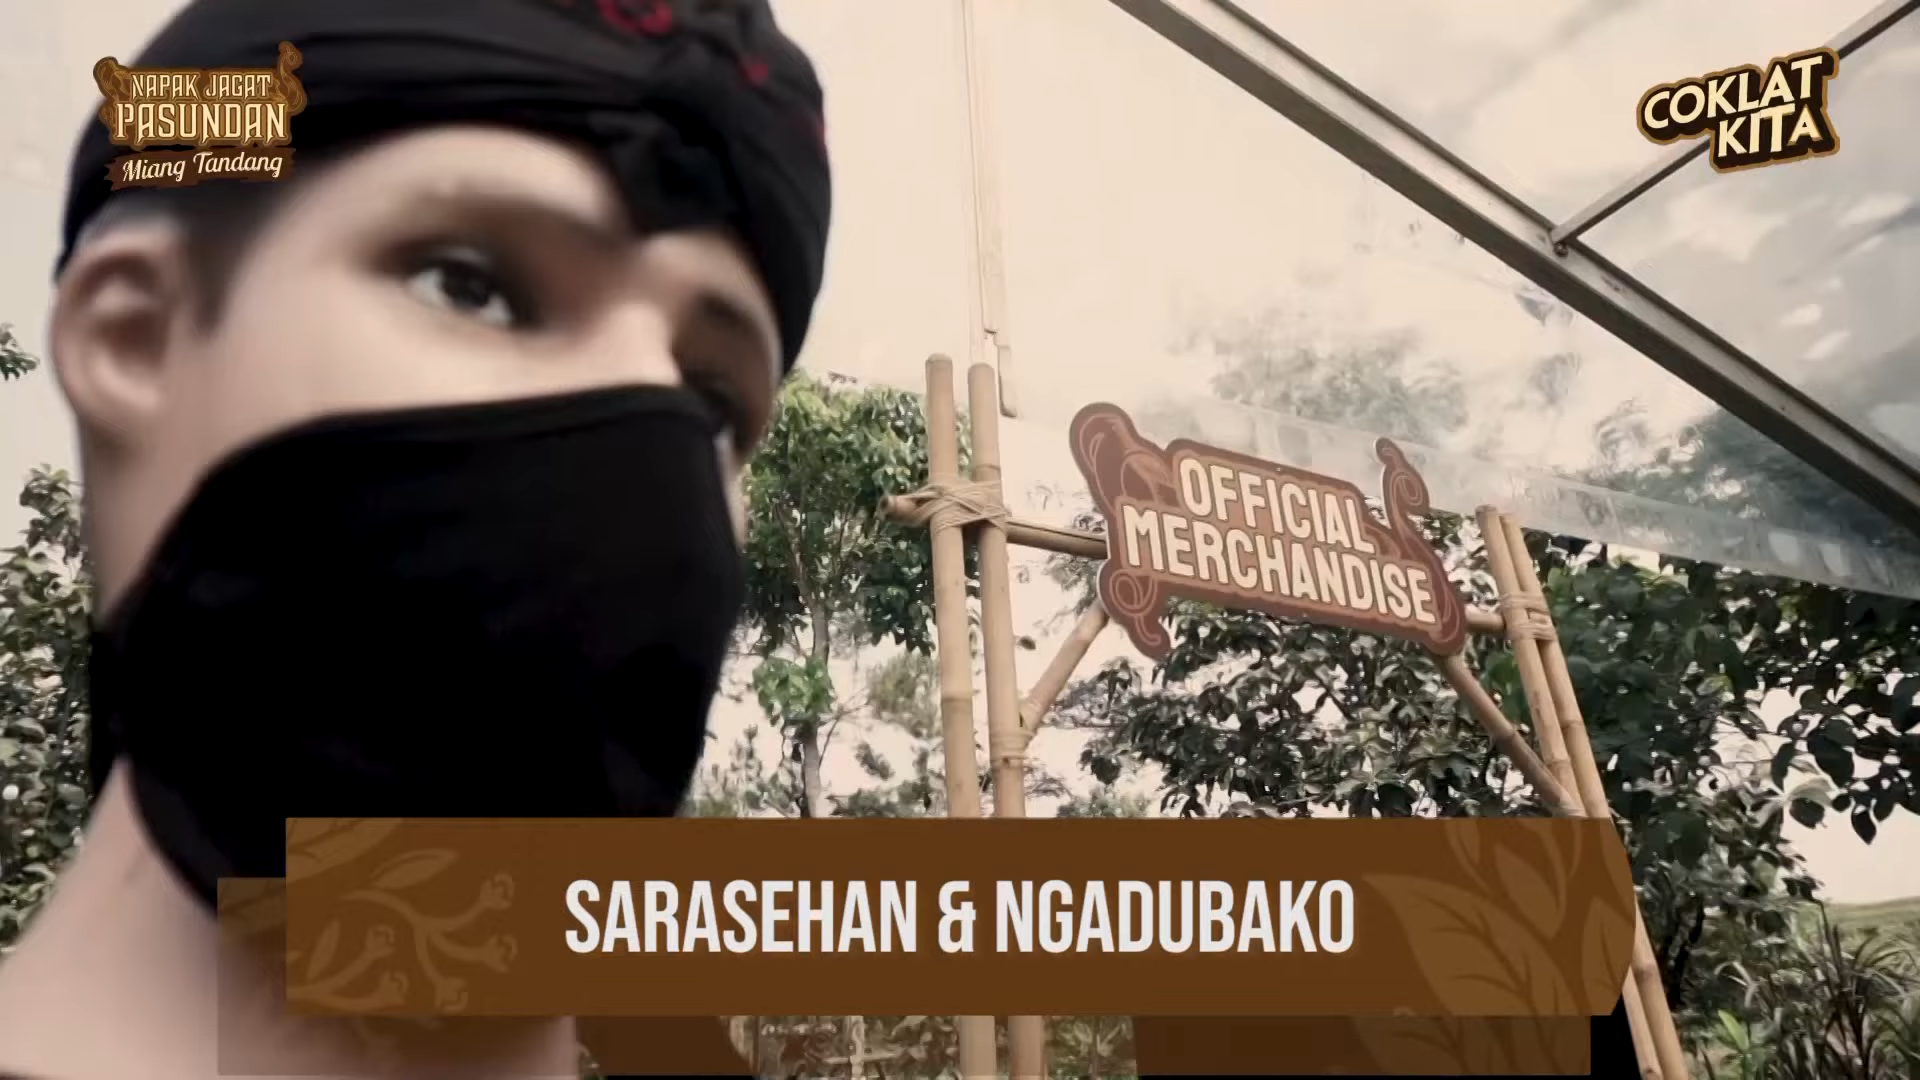 NAPAK JAGAT
PASUNDAN
Miang Tandang
COKLAT
KITA
OFFICIAL
MERCHANDISE
SARASEHAN & NGADUBAKO